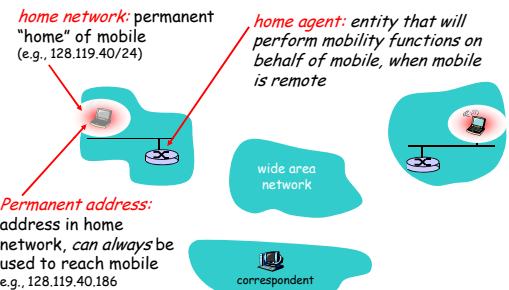 home network: permanent
“home” of mobile
(e.g., 128.119.40/24)
home agent: entity that will
perform mobility functions on
behalf of mobile, when mobile
is remote
wide area
network
Permanent address:
address in home
network, can always be
used to reach mobile
e.g., 128.119.40.186
correspondent